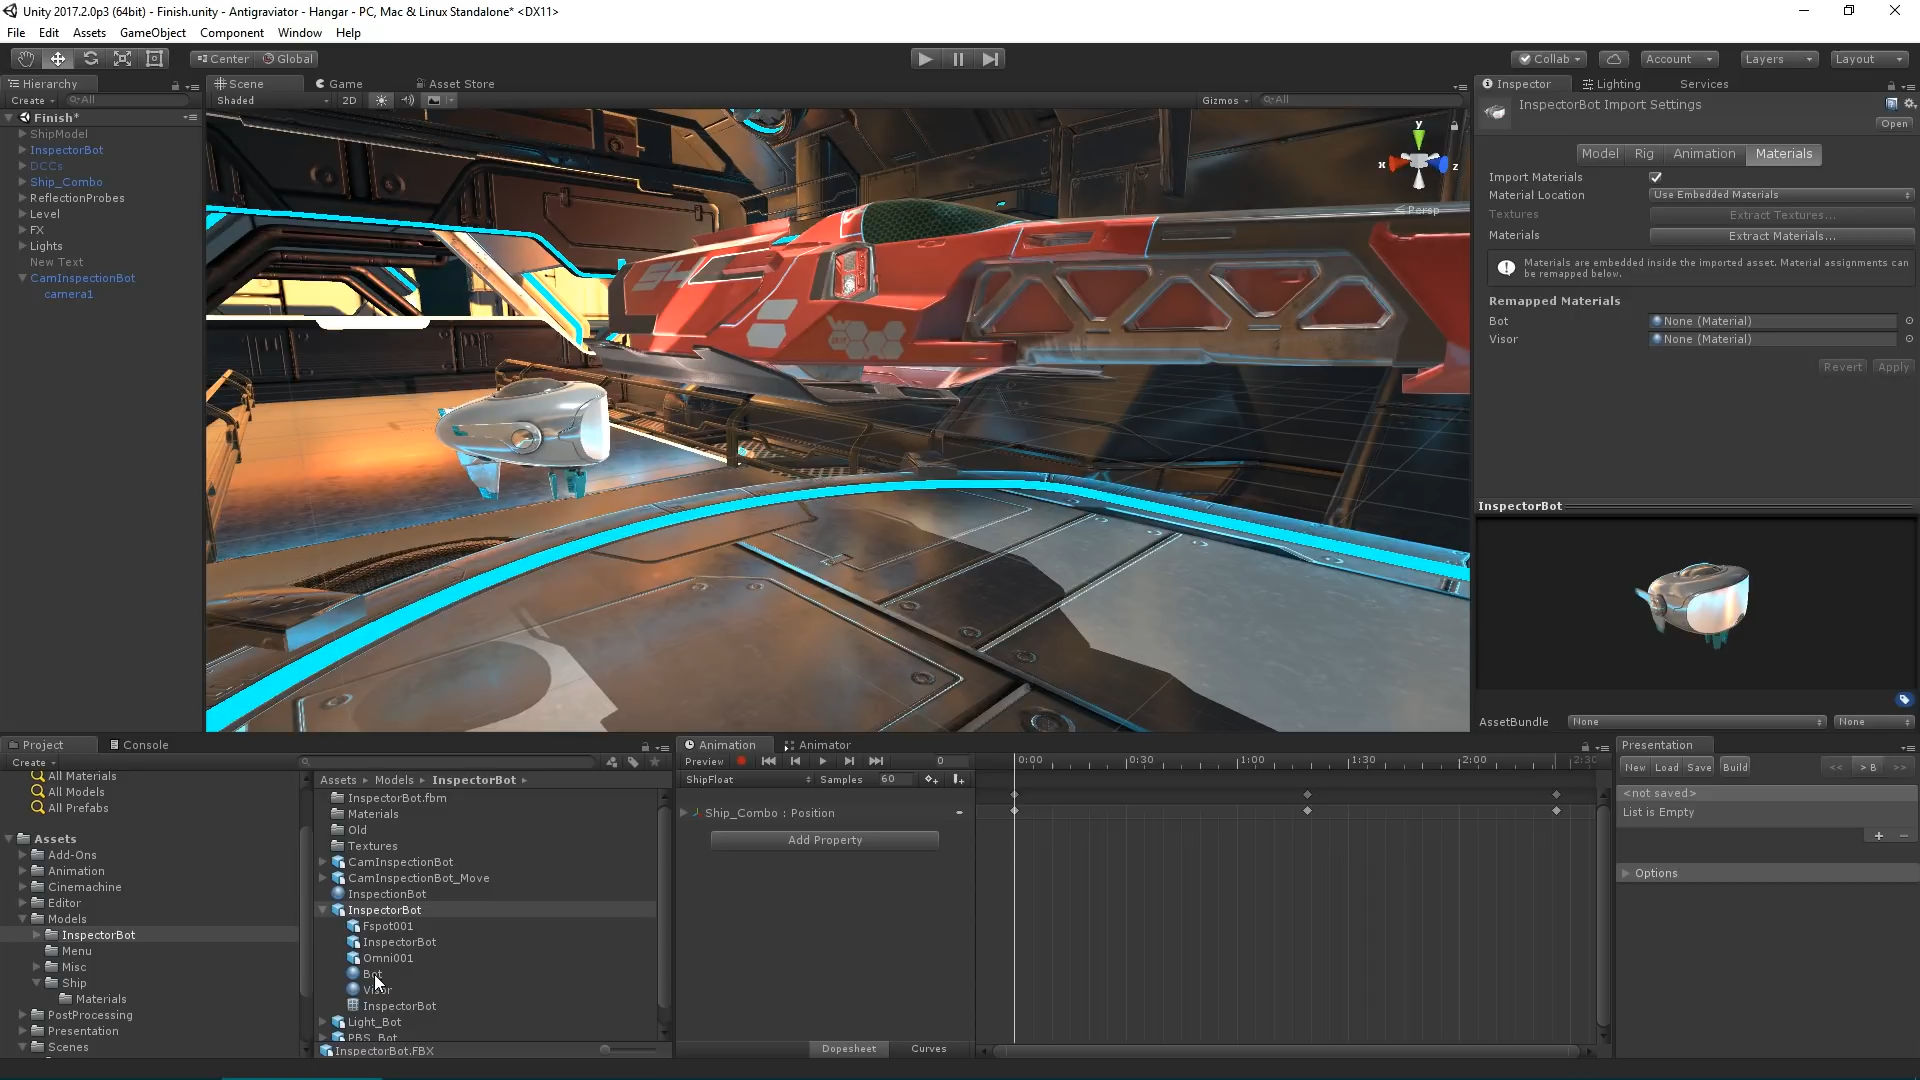 Unity 2017.2.0p3 (64bit) - Finish.unity - Antigraviator - Hangar - PC, Mac & Linux Standalone* <DX11>
File Edit Assets GameObject Component Window Help
Center Global Collab Account Layers Layout
Hierarchy
Create All
Finish*
ShipModel
InspectorBot
DCCs
Ship_Combo
ReflectionProbes
Level
FX
Lights
New Text
CamInspectionBot
camera1
Scene Game Asset Store
Shaded 2D Gizmos All
y
x z
Persp
Inspector Lighting Services
InspectorBot Import Settings
Open
Model Rig Animation Materials
Import Materials
Material Location Use Embedded Materials
Textures Extract Textures...
Materials Extract Materials...
Materials are embedded inside the imported asset. Material assignments can
be remapped below.
Remapped Materials
Bot None (Material)
Visor None (Material)
Revert Apply
InspectorBot
AssetBundle None None
Project Console
Create
All Materials
All Models
All Prefabs
Assets
Add-Ons
Animation
Cinemachine
Editor
Models
InspectorBot
Menu
Misc
Ship
Materials
PostProcessing
Presentation
Scenes
Assets Models InspectorBot
InspectorBot.fbm
Materials
Old
Textures
CamInspectionBot
CamInspectionBot_Move
InspectionBot
InspectorBot
Fspot001
InspectorBot
Omni001
Bot
Visor
InspectorBot
Light_Bot
PBS_Bot
InspectorBot.FBX
Animation Animator
Preview 0
ShipFloat Samples 60
Ship_Combo : Position
Add Property
Dopesheet Curves
0:00 0:30 1:00 1:30 2:00 2:30
Presentation
New Load Save Build << > B >>
<not saved>
List is Empty
+ −
Options